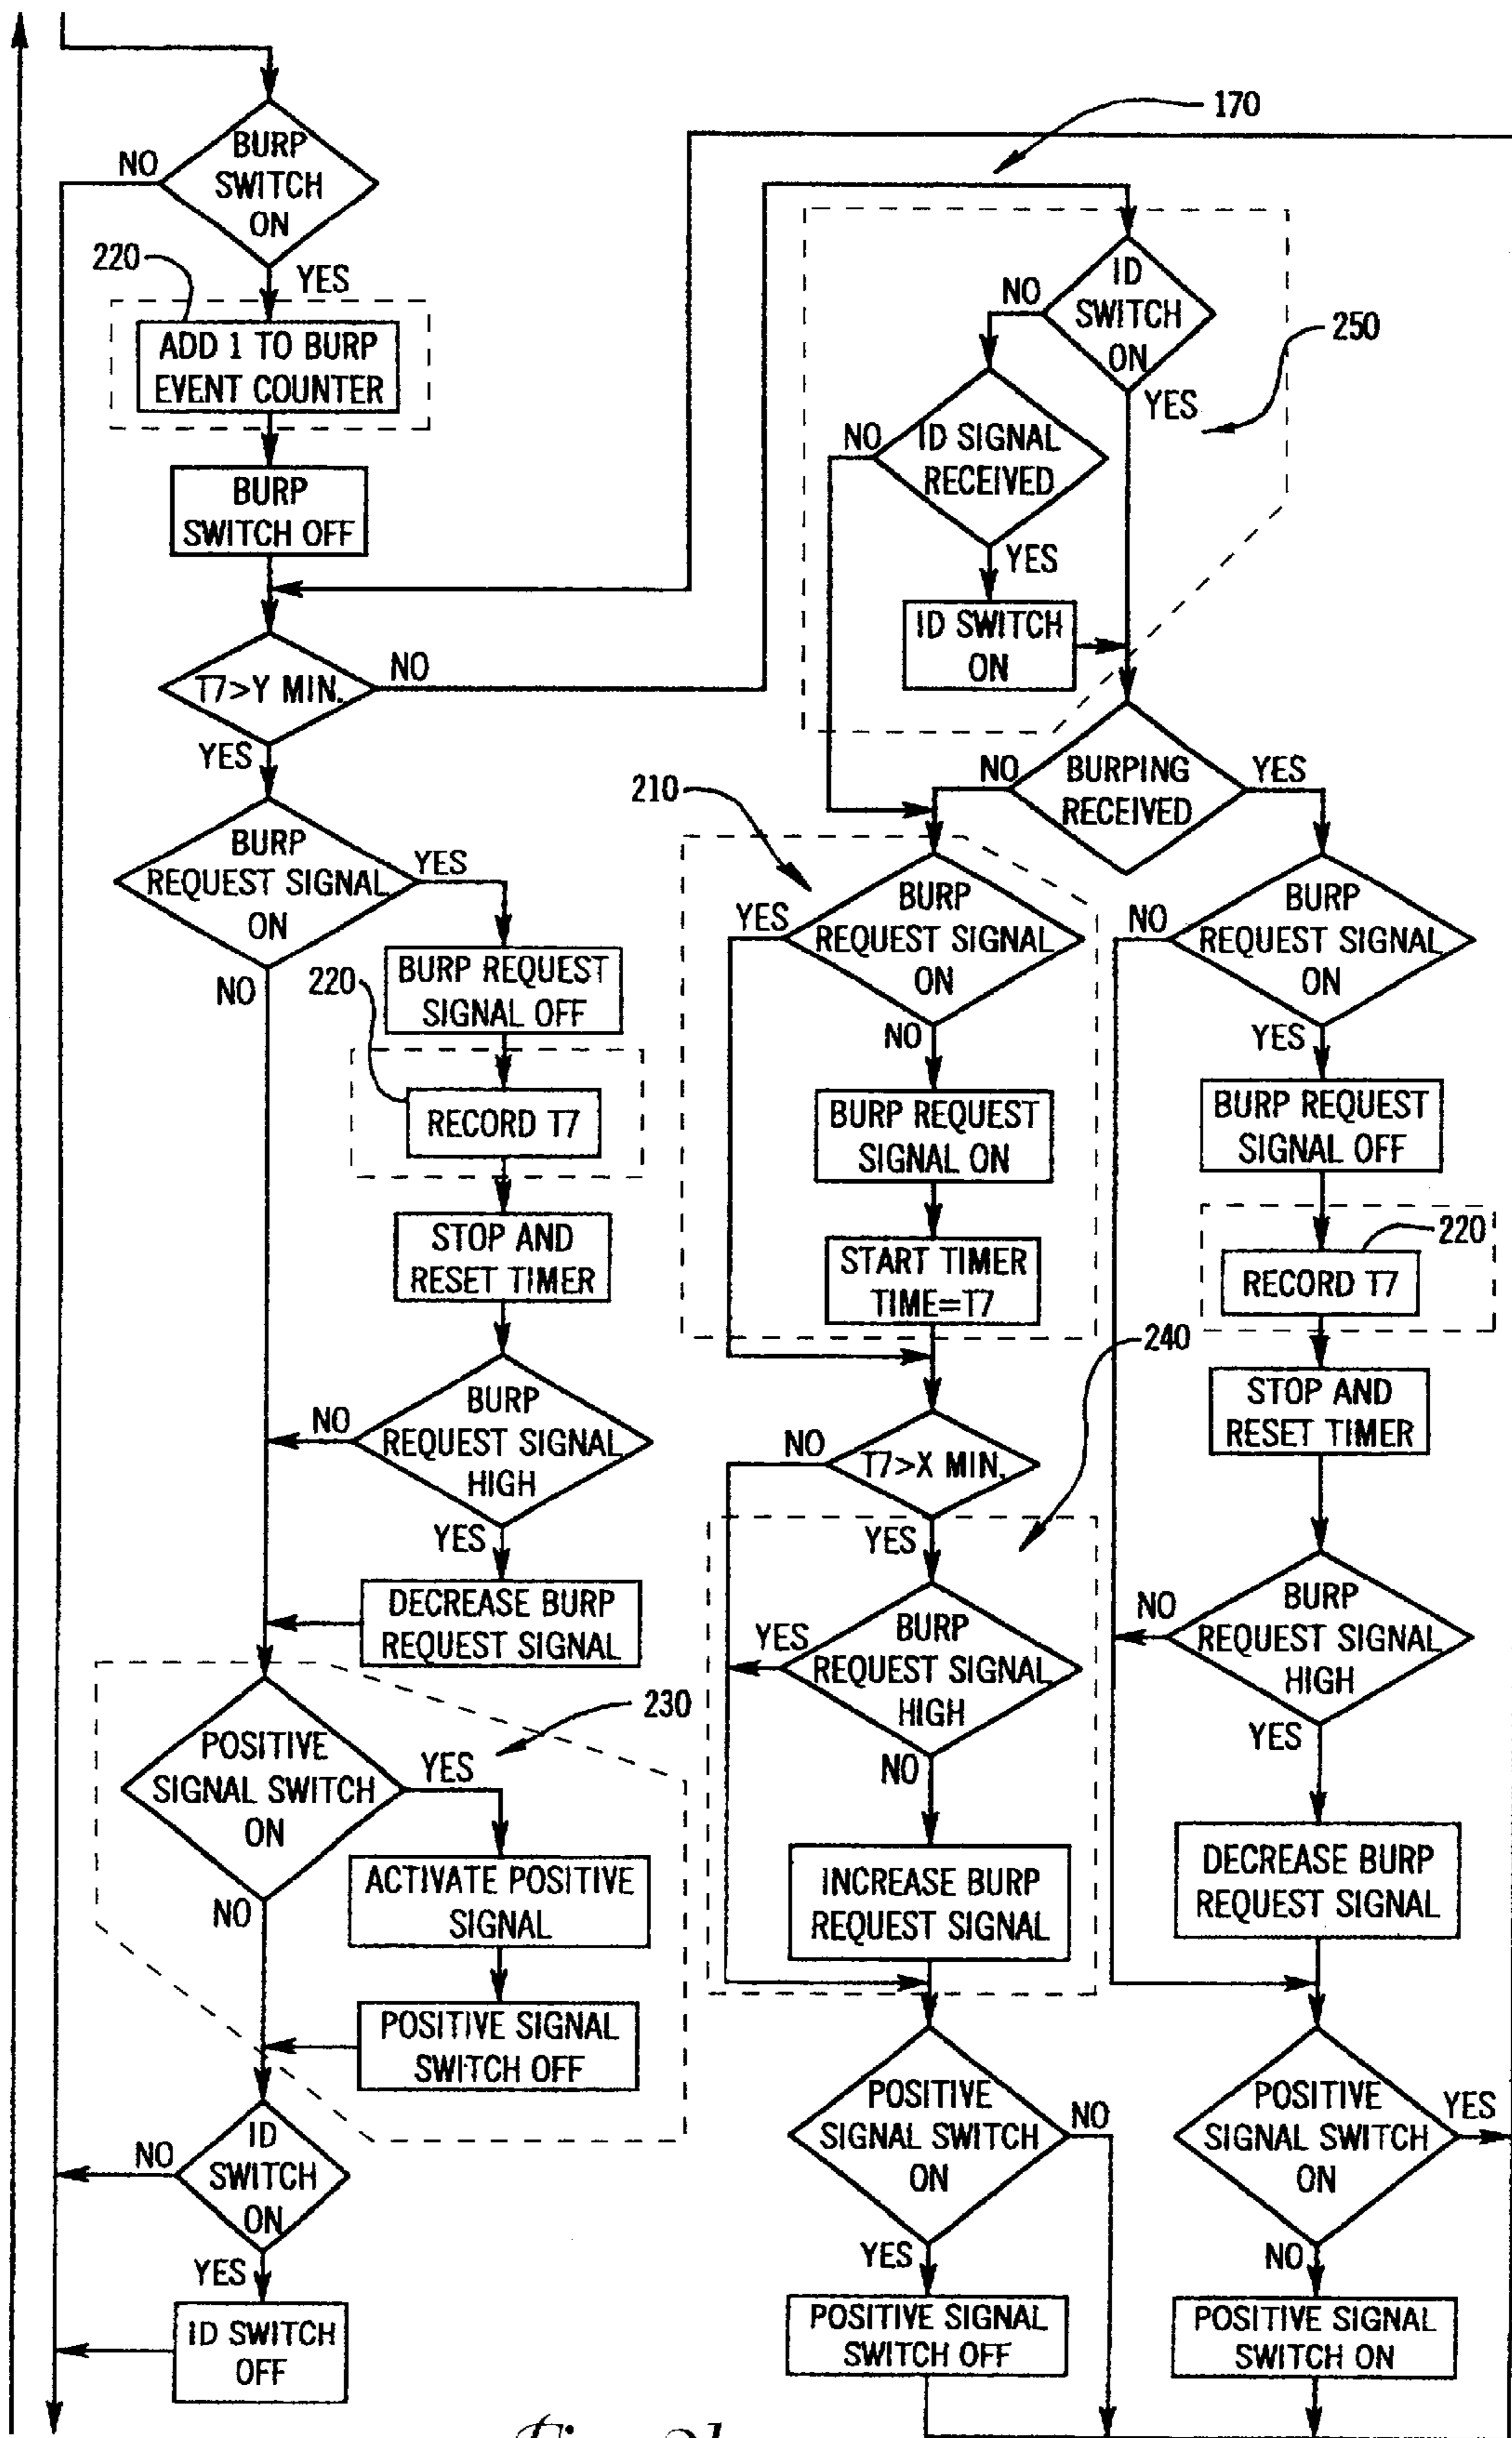 BURP
SWITCH
ON
NO
YES
220
ADD 1 TO BURP
EVENT COUNTER
BURP
SWITCH OFF
T7>Y MIN.
NO
YES
BURP
REQUEST SIGNAL
ON
YES
NO
BURP REQUEST
SIGNAL OFF
220
RECORD T7
STOP AND
RESET TIMER
BURP
REQUEST SIGNAL
HIGH
NO
YES
DECREASE BURP
REQUEST SIGNAL
230
POSITIVE
SIGNAL SWITCH
ON
YES
NO
ACTIVATE POSITIVE
SIGNAL
POSITIVE SIGNAL
SWITCH OFF
ID
SWITCH
ON
NO
YES
ID SWITCH
OFF
170
ID
SWITCH
ON
NO
YES
250
ID SIGNAL
RECEIVED
NO
YES
ID SWITCH
ON
BURPING
RECEIVED
NO
YES
210
BURP
REQUEST SIGNAL
ON
YES
NO
BURP REQUEST
SIGNAL ON
START TIMER
TIME=T7
240
T7>X MIN.
NO
YES
BURP
REQUEST SIGNAL
HIGH
YES
NO
INCREASE BURP
REQUEST SIGNAL
POSITIVE
SIGNAL SWITCH
ON
NO
YES
POSITIVE SIGNAL
SWITCH OFF
BURP
REQUEST SIGNAL
ON
NO
YES
BURP REQUEST
SIGNAL OFF
220
RECORD T7
STOP AND
RESET TIMER
BURP
REQUEST SIGNAL
HIGH
NO
YES
DECREASE BURP
REQUEST SIGNAL
POSITIVE
SIGNAL SWITCH
ON
YES
NO
POSITIVE SIGNAL
SWITCH ON